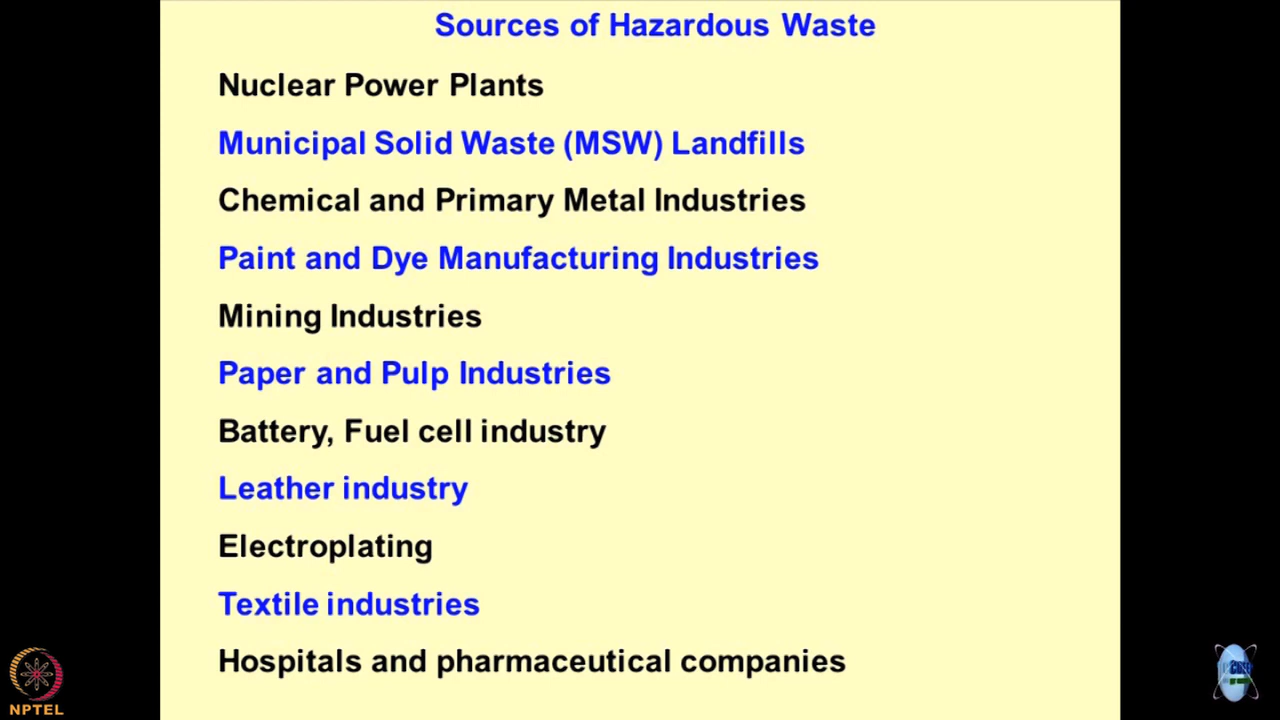 Sources of Hazardous Waste
Nuclear Power Plants
Municipal Solid Waste (MSW) Landfills
Chemical and Primary Metal Industries
Paint and Dye Manufacturing Industries
Mining Industries
Paper and Pulp Industries
Battery, Fuel cell industry
Leather industry
Electroplating
Textile industries
Hospitals and pharmaceutical companies
NPTEL